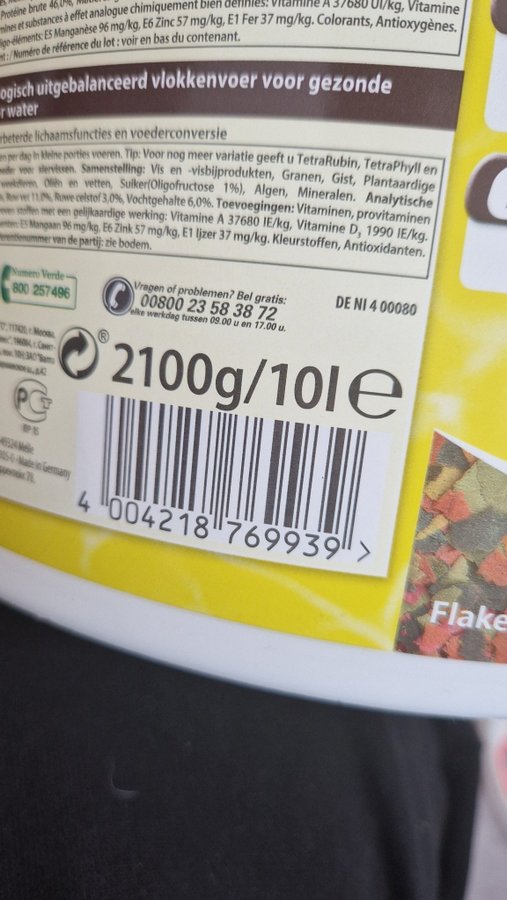 Protéine brute 46,0%, définies: Vitamine A 37680 UI/kg, Vitamine
et substances à effet analogue chimiquement bien
ES Manganèse 96 mg/kg, E6 Zinc 57 mg/kg, E1 Fer 37 mg/kg. Colorants, Antioxygènes.
/Numéro de référence du lot : voir en bas du contenant.
ogisch uitgebalanceerd vlokkenvoer voor gezonde
r water
rbeterde lichaamsfuncties en voederconversie
per dag in kleine porties voeren. Tip: Voor nog meer variatie geeft u TetraRubin, TetraPhyll en
voor siervissen. Samenstelling: Vis en -visbijprodukten, Granen, Gist, Plantaardige
Oliën en vetten, Suiker(Oligofructose 1%), Algen, Mineralen. Analytische
Ruw vet 11,0%, Ruwe celstof 3,0%, Vochtgehalte 6,0%. Toevoegingen: Vitaminen, provitaminen
stoffen met een gelijkaardige werking: Vitamine A 37680 IE/kg, Vitamine D₃ 1990 IE/kg.
Mangaan 96 mg/kg, E6 Zink 57 mg/kg, E1 Ijzer 37 mg/kg. Kleurstoffen, Antioxidanten.
van de partij: zie bodem.
Numero Verde
800 257496
Vragen of problemen? Bel gratis:
00800 23 58 38 72
elke werkdag tussen 09.00 u en 17.00 u.
DE NI 4 00080
® 2100g/10l e
Made in Germany
4 004218 769939 >
Flake